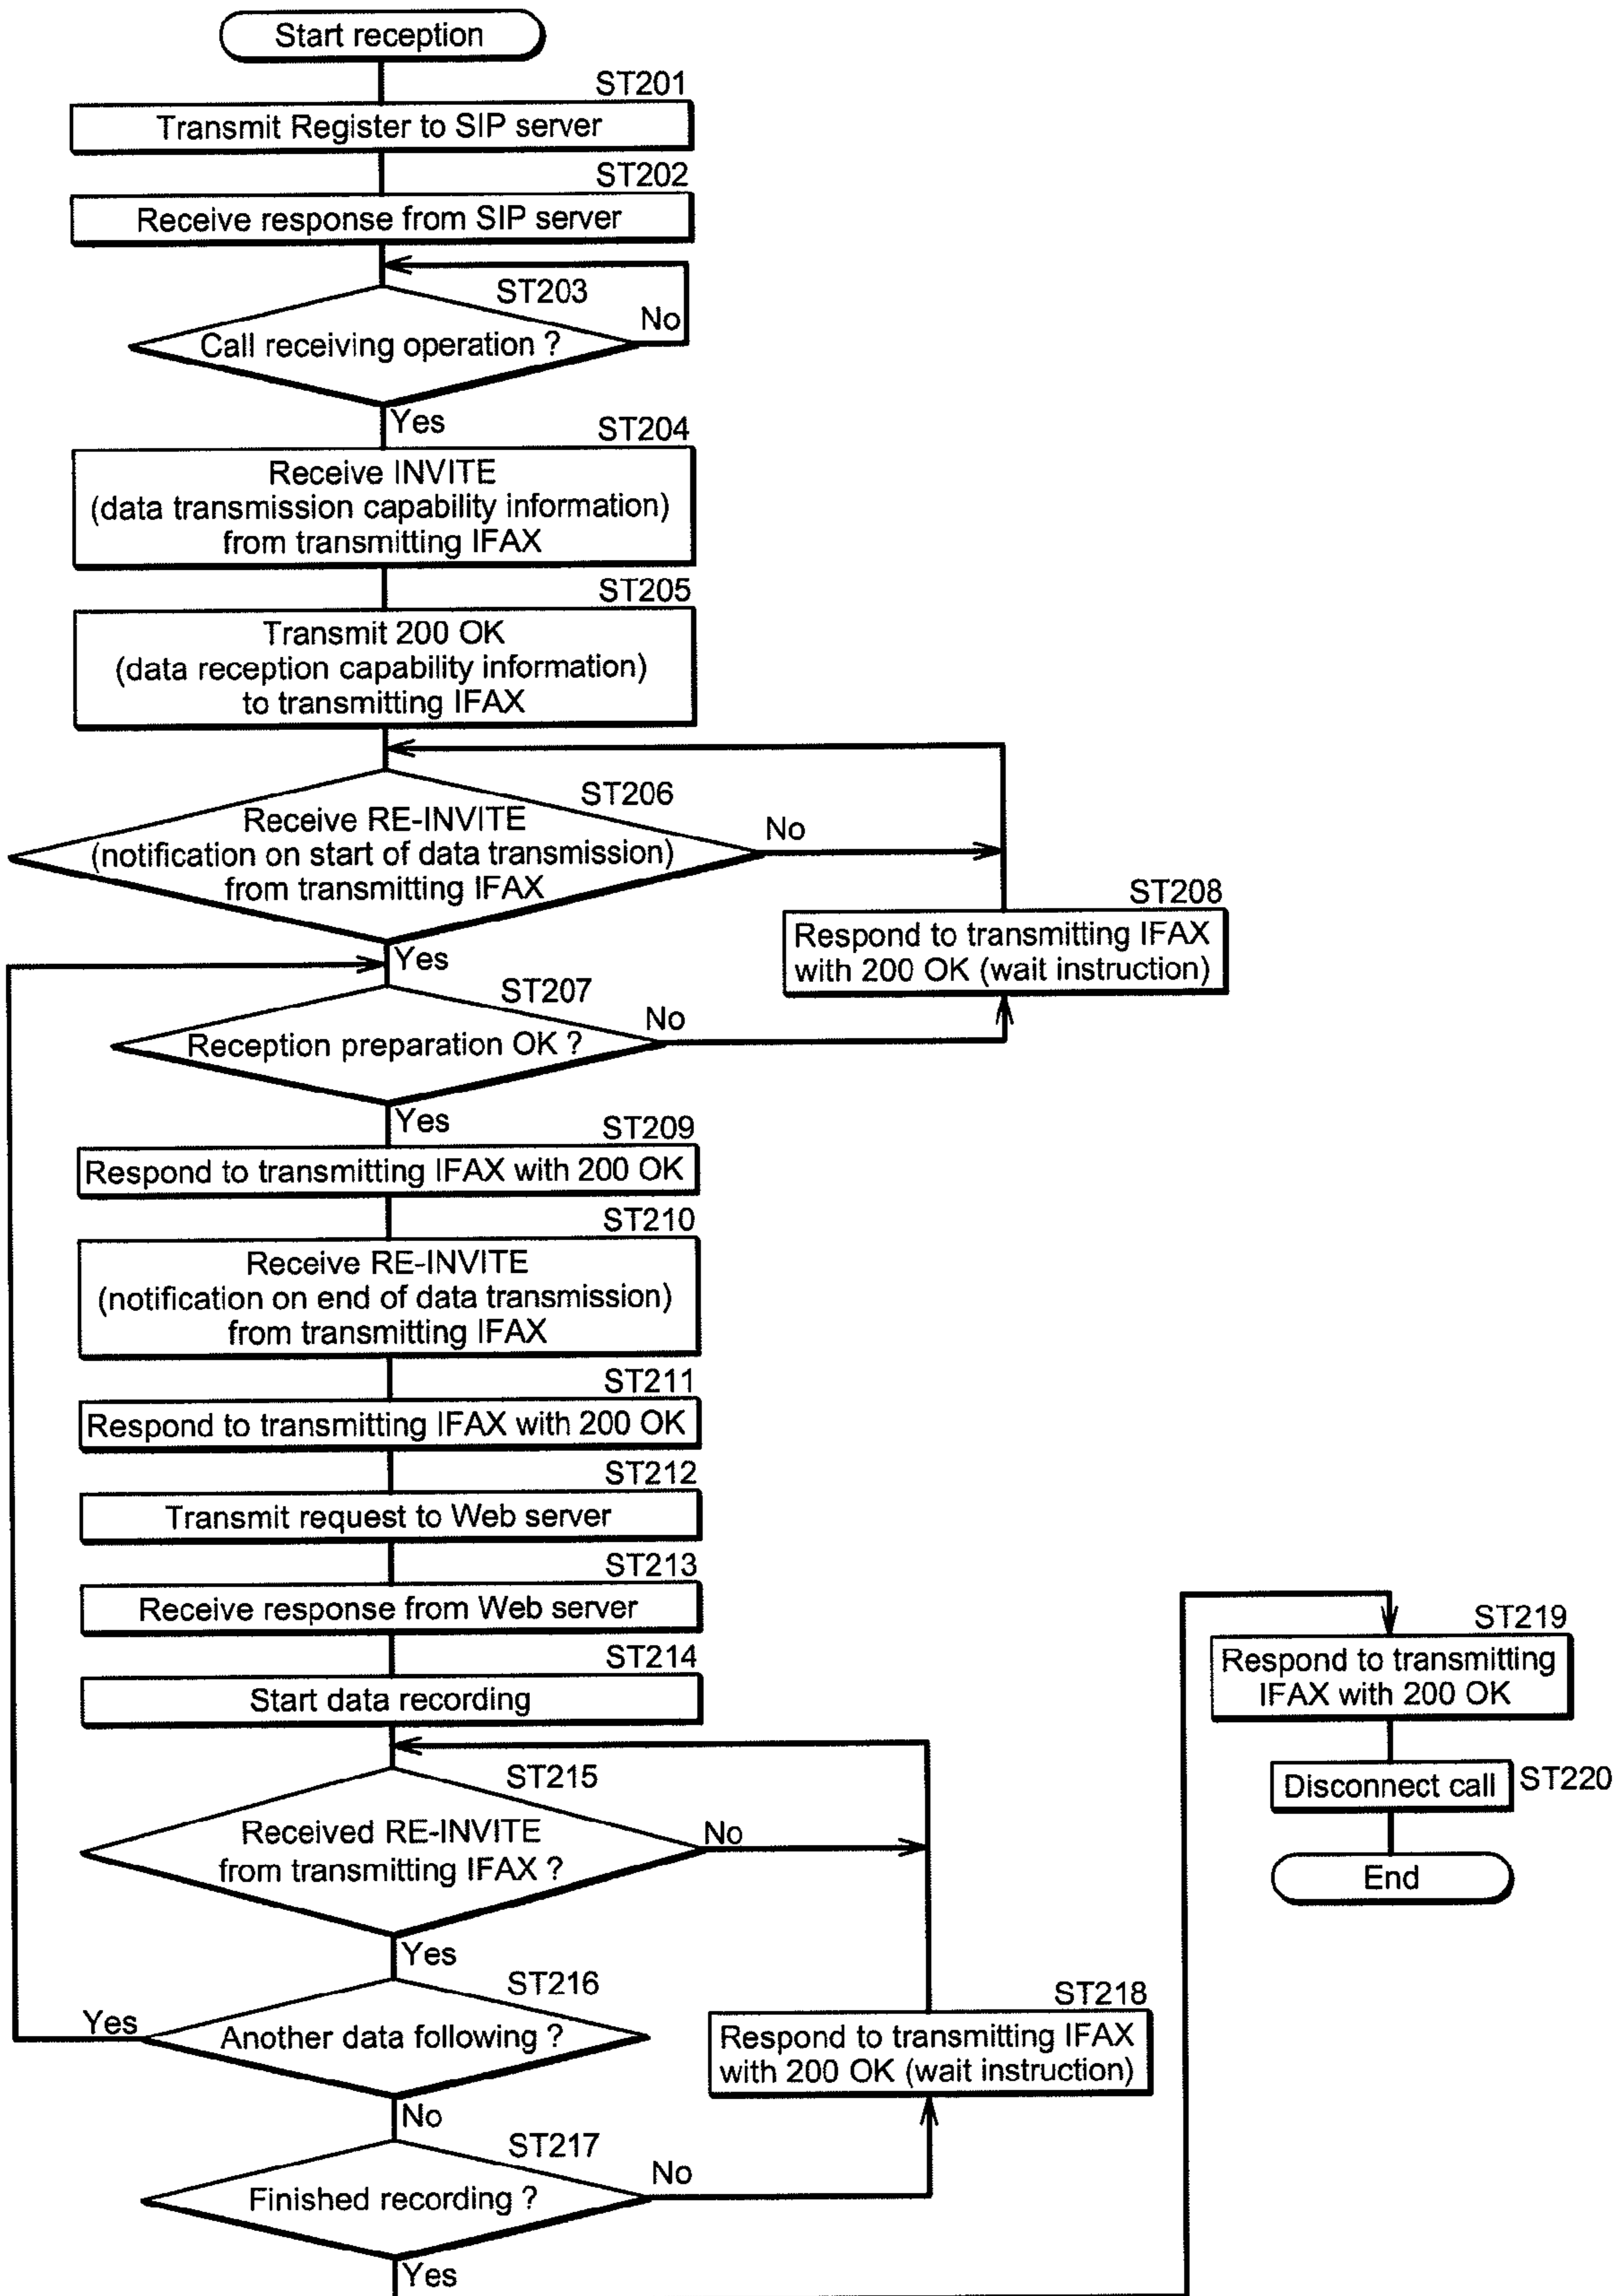 Start reception
ST201
Transmit Register to SIP server
ST202
Receive response from SIP server
ST203
No
Call receiving operation ?
Yes
ST204
Receive INVITE
(data transmission capability information)
from transmitting IFAX
ST205
Transmit 200 OK
(data reception capability information)
to transmitting IFAX
ST206
Receive RE-INVITE
(notification on start of data transmission)
from transmitting IFAX
No
ST208
Respond to transmitting IFAX
with 200 OK (wait instruction)
Yes
ST207
Reception preparation OK ?
No
Yes
ST209
Respond to transmitting IFAX with 200 OK
ST210
Receive RE-INVITE
(notification on end of data transmission)
from transmitting IFAX
ST211
Respond to transmitting IFAX with 200 OK
ST212
Transmit request to Web server
ST213
Receive response from Web server
ST214
Start data recording
ST215
Received RE-INVITE
from transmitting IFAX ?
No
Yes
ST216
Another data following ?
Yes
No
ST218
Respond to transmitting IFAX
with 200 OK (wait instruction)
ST217
Finished recording ?
No
Yes
ST219
Respond to transmitting
IFAX with 200 OK
Disconnect call
ST220
End